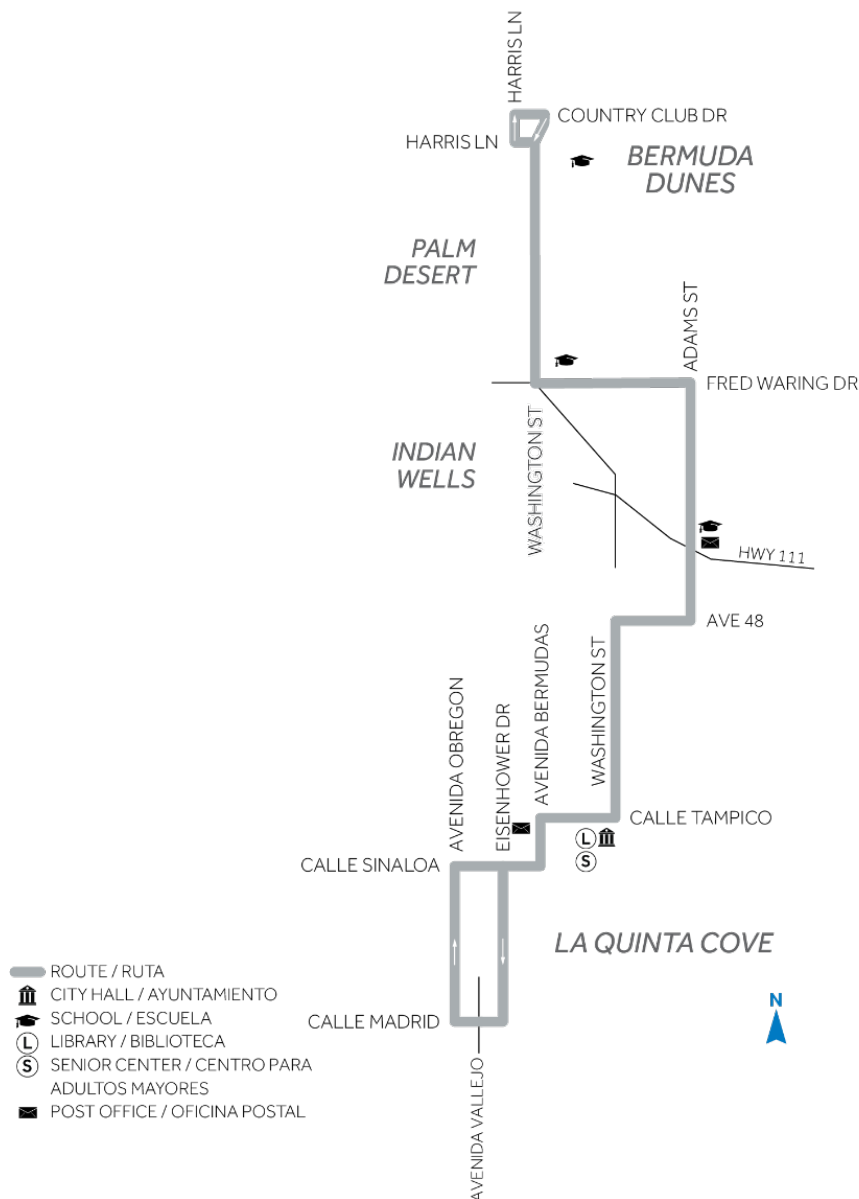 HARRIS LN
COUNTRY CLUB DR
HARRIS LN
BERMUDA
DUNES
PALM
DESERT
ADAMS ST
FRED WARING DR
WASHINGTON ST
INDIAN
WELLS
HWY 111
AVE 48
AVENIDA OBREGON
EISENHOWER DR
AVENIDA BERMUDAS
WASHINGTON ST
CALLE TAMPICO
L
S
CALLE SINALOA
LA QUINTA COVE
ROUTE / RUTA
CITY HALL / AYUNTAMIENTO
SCHOOL / ESCUELA
L LIBRARY / BIBLIOTECA
S SENIOR CENTER / CENTRO PARA
ADULTOS MAYORES
POST OFFICE / OFICINA POSTAL
CALLE MADRID
N
AVENIDA VALLEJO